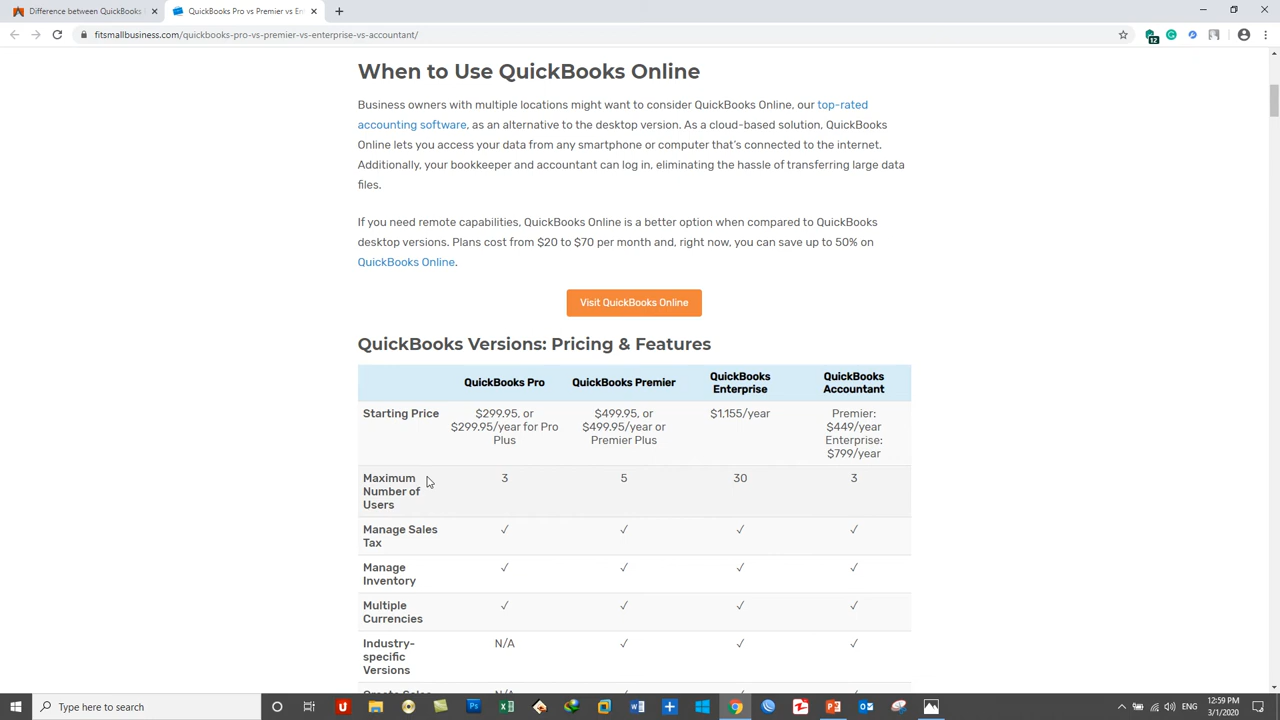 Difference between QuickBooks
QuickBooks Pro vs Premier vs En
fitsmallbusiness.com/quickbooks-pro-vs-premier-vs-enterprise-vs-accountant/
12
When to Use QuickBooks Online
Business owners with multiple locations might want to consider QuickBooks Online, our top-rated
accounting software, as an alternative to the desktop version. As a cloud-based solution, QuickBooks
Online lets you access your data from any smartphone or computer that's connected to the internet.
Additionally, your bookkeeper and accountant can log in, eliminating the hassle of transferring large data
files.
If you need remote capabilities, QuickBooks Online is a better option when compared to QuickBooks
desktop versions. Plans cost from $20 to $70 per month and, right now, you can save up to 50% on
QuickBooks Online.
Visit QuickBooks Online
QuickBooks Versions: Pricing & Features
QuickBooks Pro QuickBooks Premier QuickBooks Enterprise QuickBooks Accountant
Starting Price $299.95, or $299.95/year for Pro Plus $499.95, or $499.95/year or Premier Plus $1,155/year Premier: $449/year Enterprise: $799/year
Maximum Number of Users 3 5 30 3
Manage Sales Tax ✓ ✓ ✓ ✓
Manage Inventory ✓ ✓ ✓ ✓
Multiple Currencies ✓ ✓ ✓ ✓
Industry-specific Versions N/A ✓ ✓ ✓
Create Sales N/A
Type here to search
ENG
12:59 PM
3/1/2020